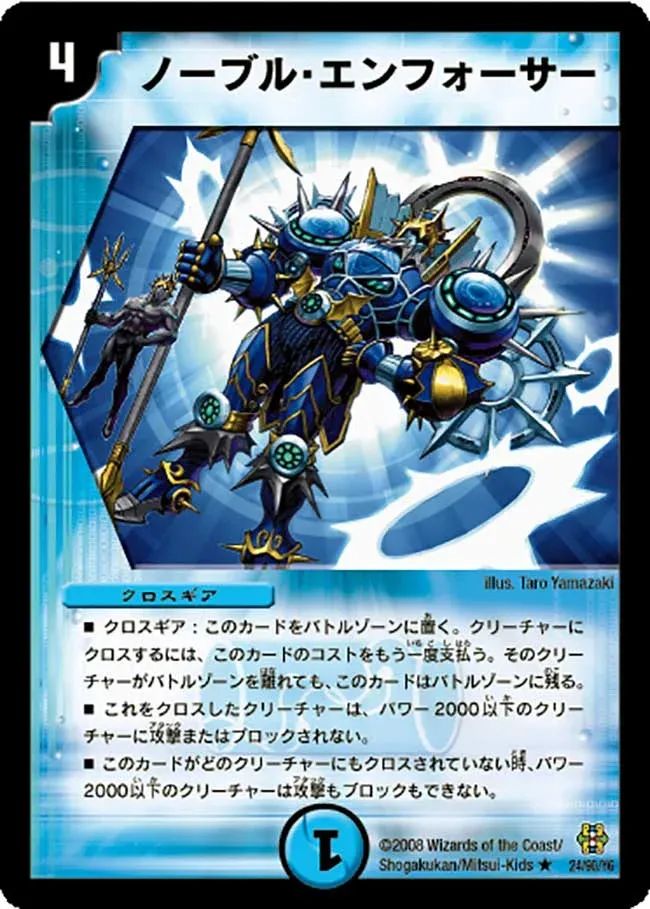 4
ノーブル・エンフォーサー
illus. Taro Yamazaki
クロスギア
■ クロスギア：このカードをバトルゾーンに置く。クリーチャーに
クロスするには、このカードのコストをもう一度支払う。そのクリー
チャーがバトルゾーンを離れても、このカードはバトルゾーンに残る。
■ これをクロスしたクリーチャーは、パワー2000以下のクリー
チャーに攻撃またはブロックされない。
■ このカードがどのクリーチャーにもクロスされていない時、パワー
2000以下のクリーチャーは攻撃もブロックもできない。
1
©2008 Wizards of the Coast/
Shogakukan/Mitsui-Kids ★ 24/90/Y6